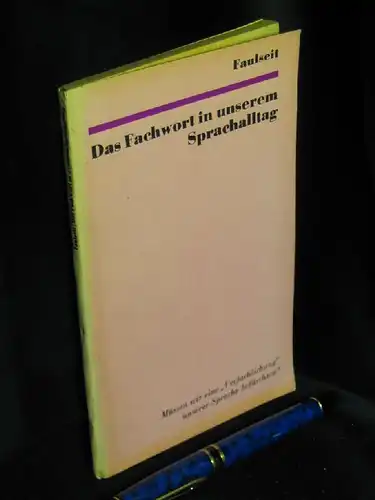 Faulseit
Das Fachwort in unserem
Sprachalltag
Müssen wir eine „Verfachlichung“
unserer Sprache befürchten?